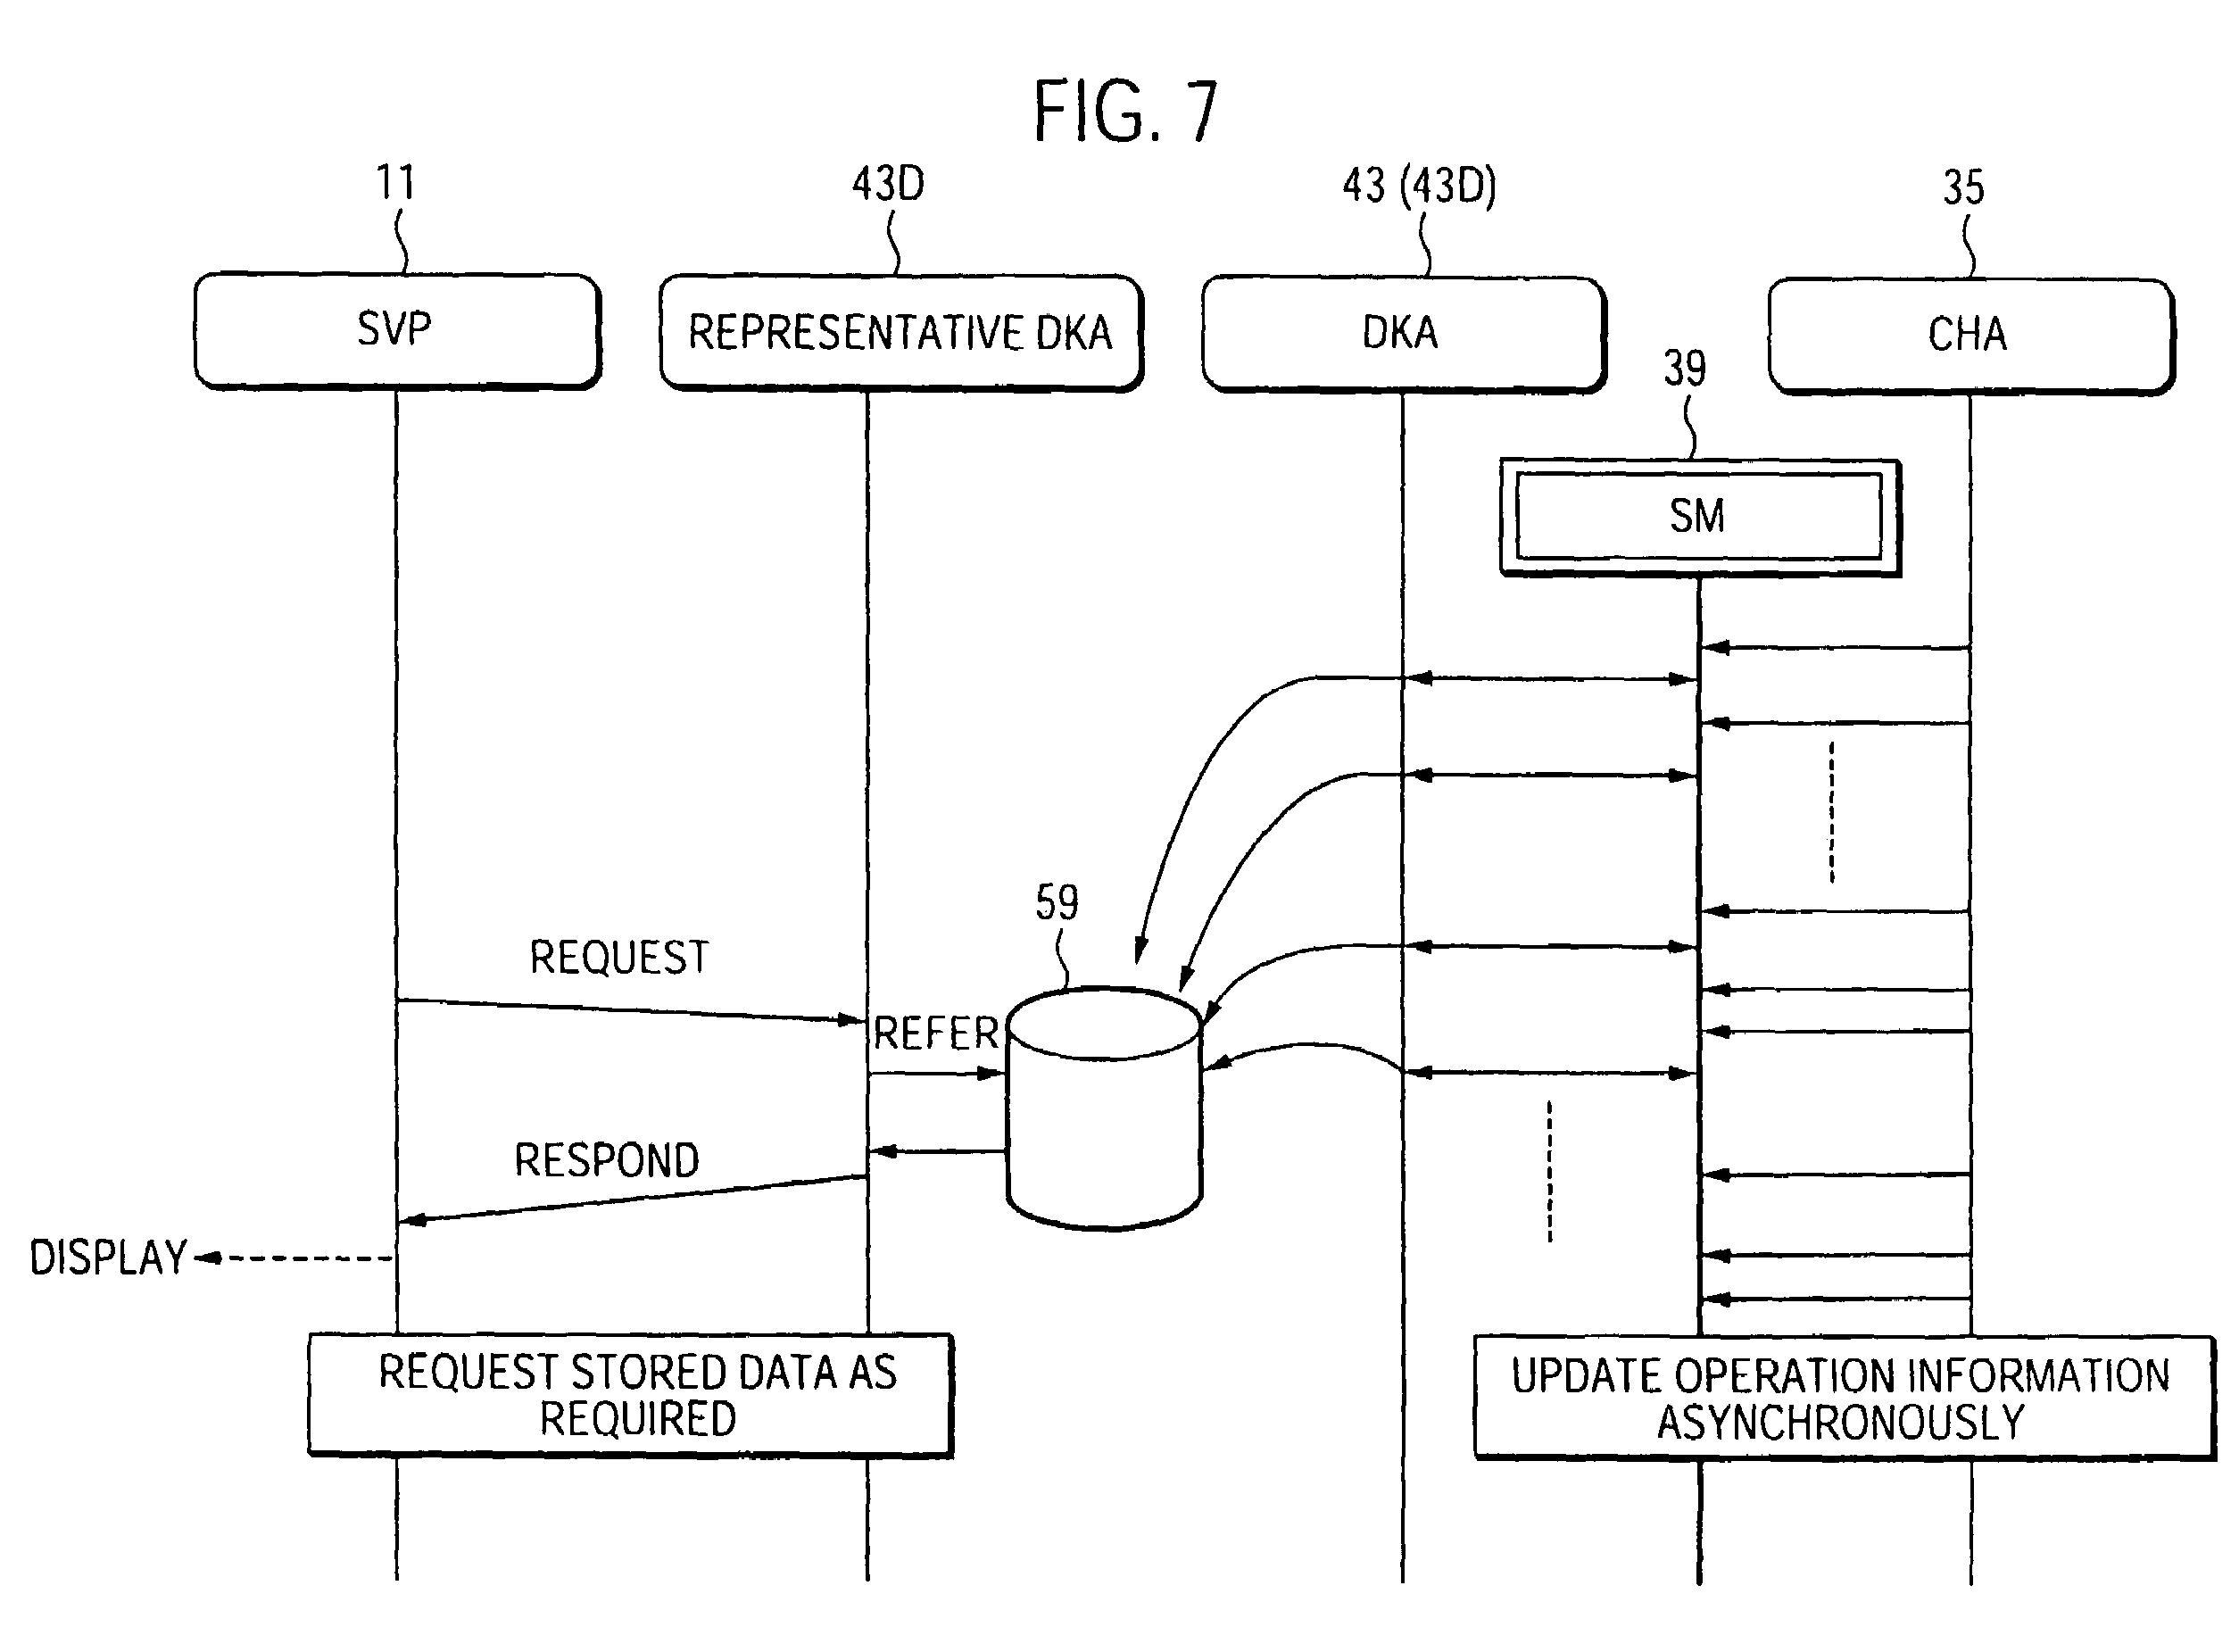 FIG. 7
11
43D
43 (43D)
35
SVP
REPRESENTATIVE DKA
DKA
CHA
39
SM
59
REQUEST
REFER
RESPOND
DISPLAY
REQUEST STORED DATA AS
REQUIRED
UPDATE OPERATION INFORMATION
ASYNCHRONOUSLY